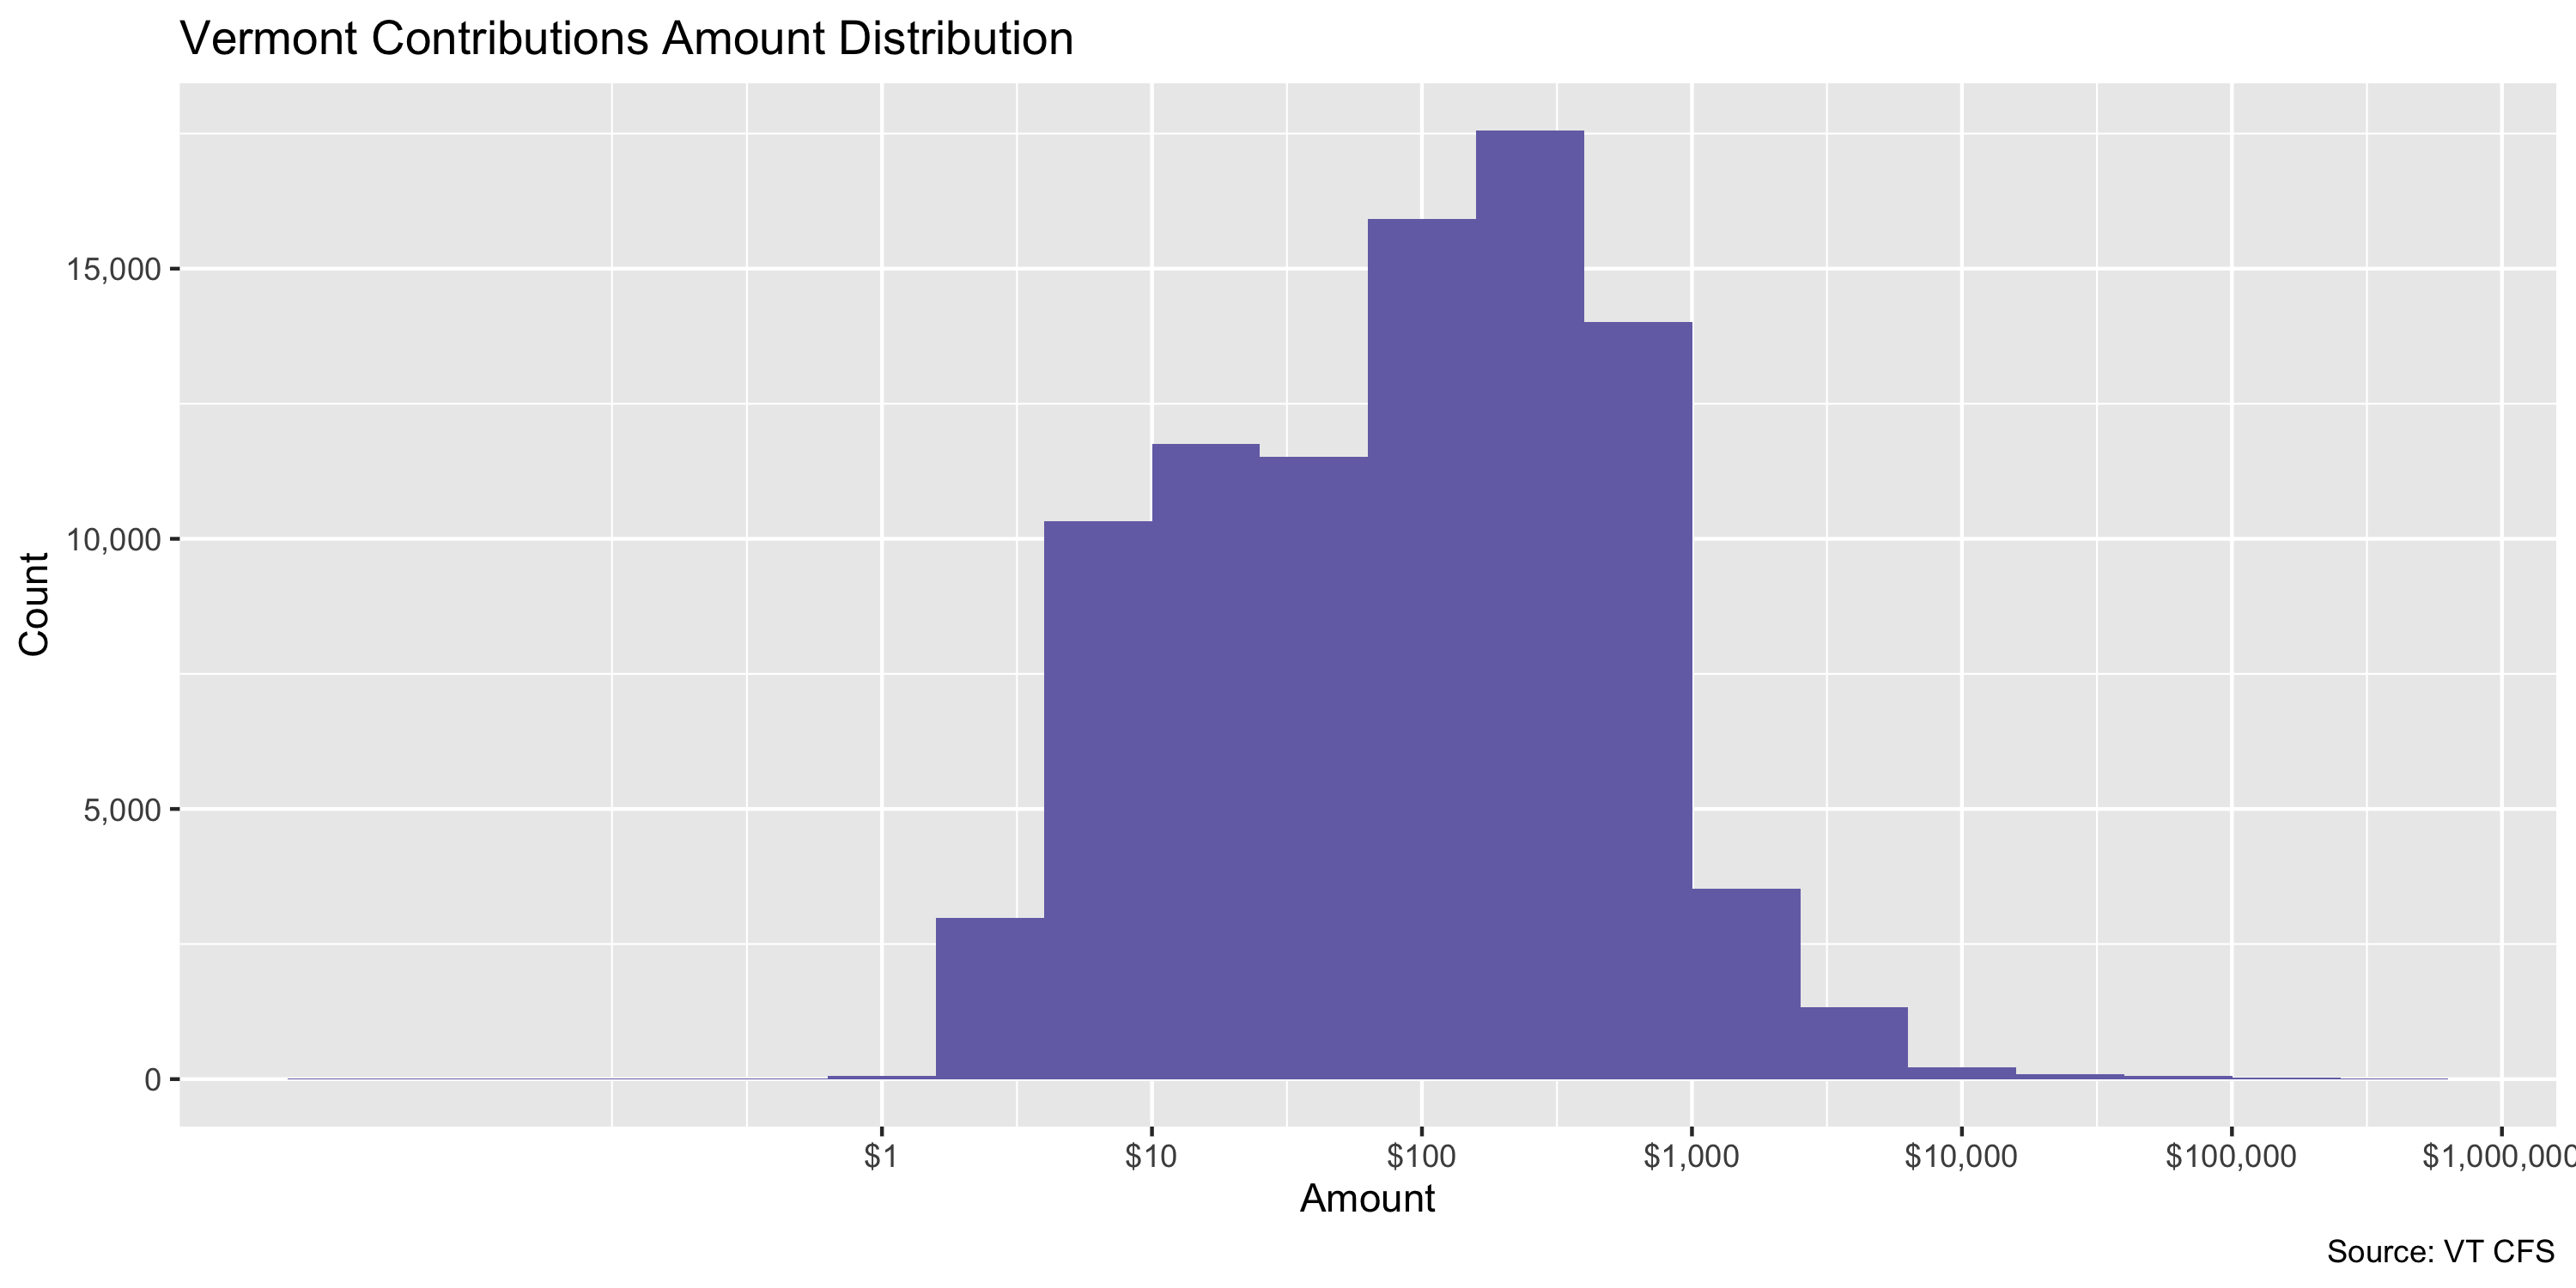 Vermont Contributions Amount Distribution
Count
15,000
10,000
5,000
0
$1 $10 $100 $1,000 $10,000 $100,000 $1,000,000
Amount
Source: VT CFS